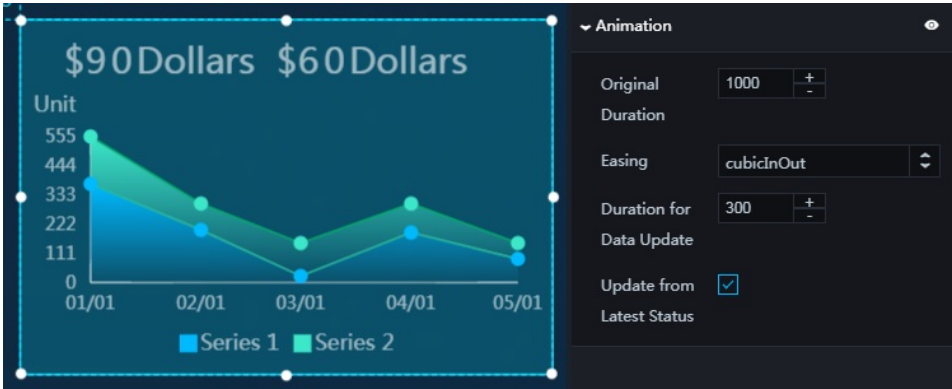 $90Dollars $60Dollars
Unit
555
444
333
222
111
0
01/01 02/01 03/01 04/01 05/01
Series 1 Series 2
Animation
Original Duration 1000 + -
Easing cubicInOut
Duration for Data Update 300 + -
Update from Latest Status